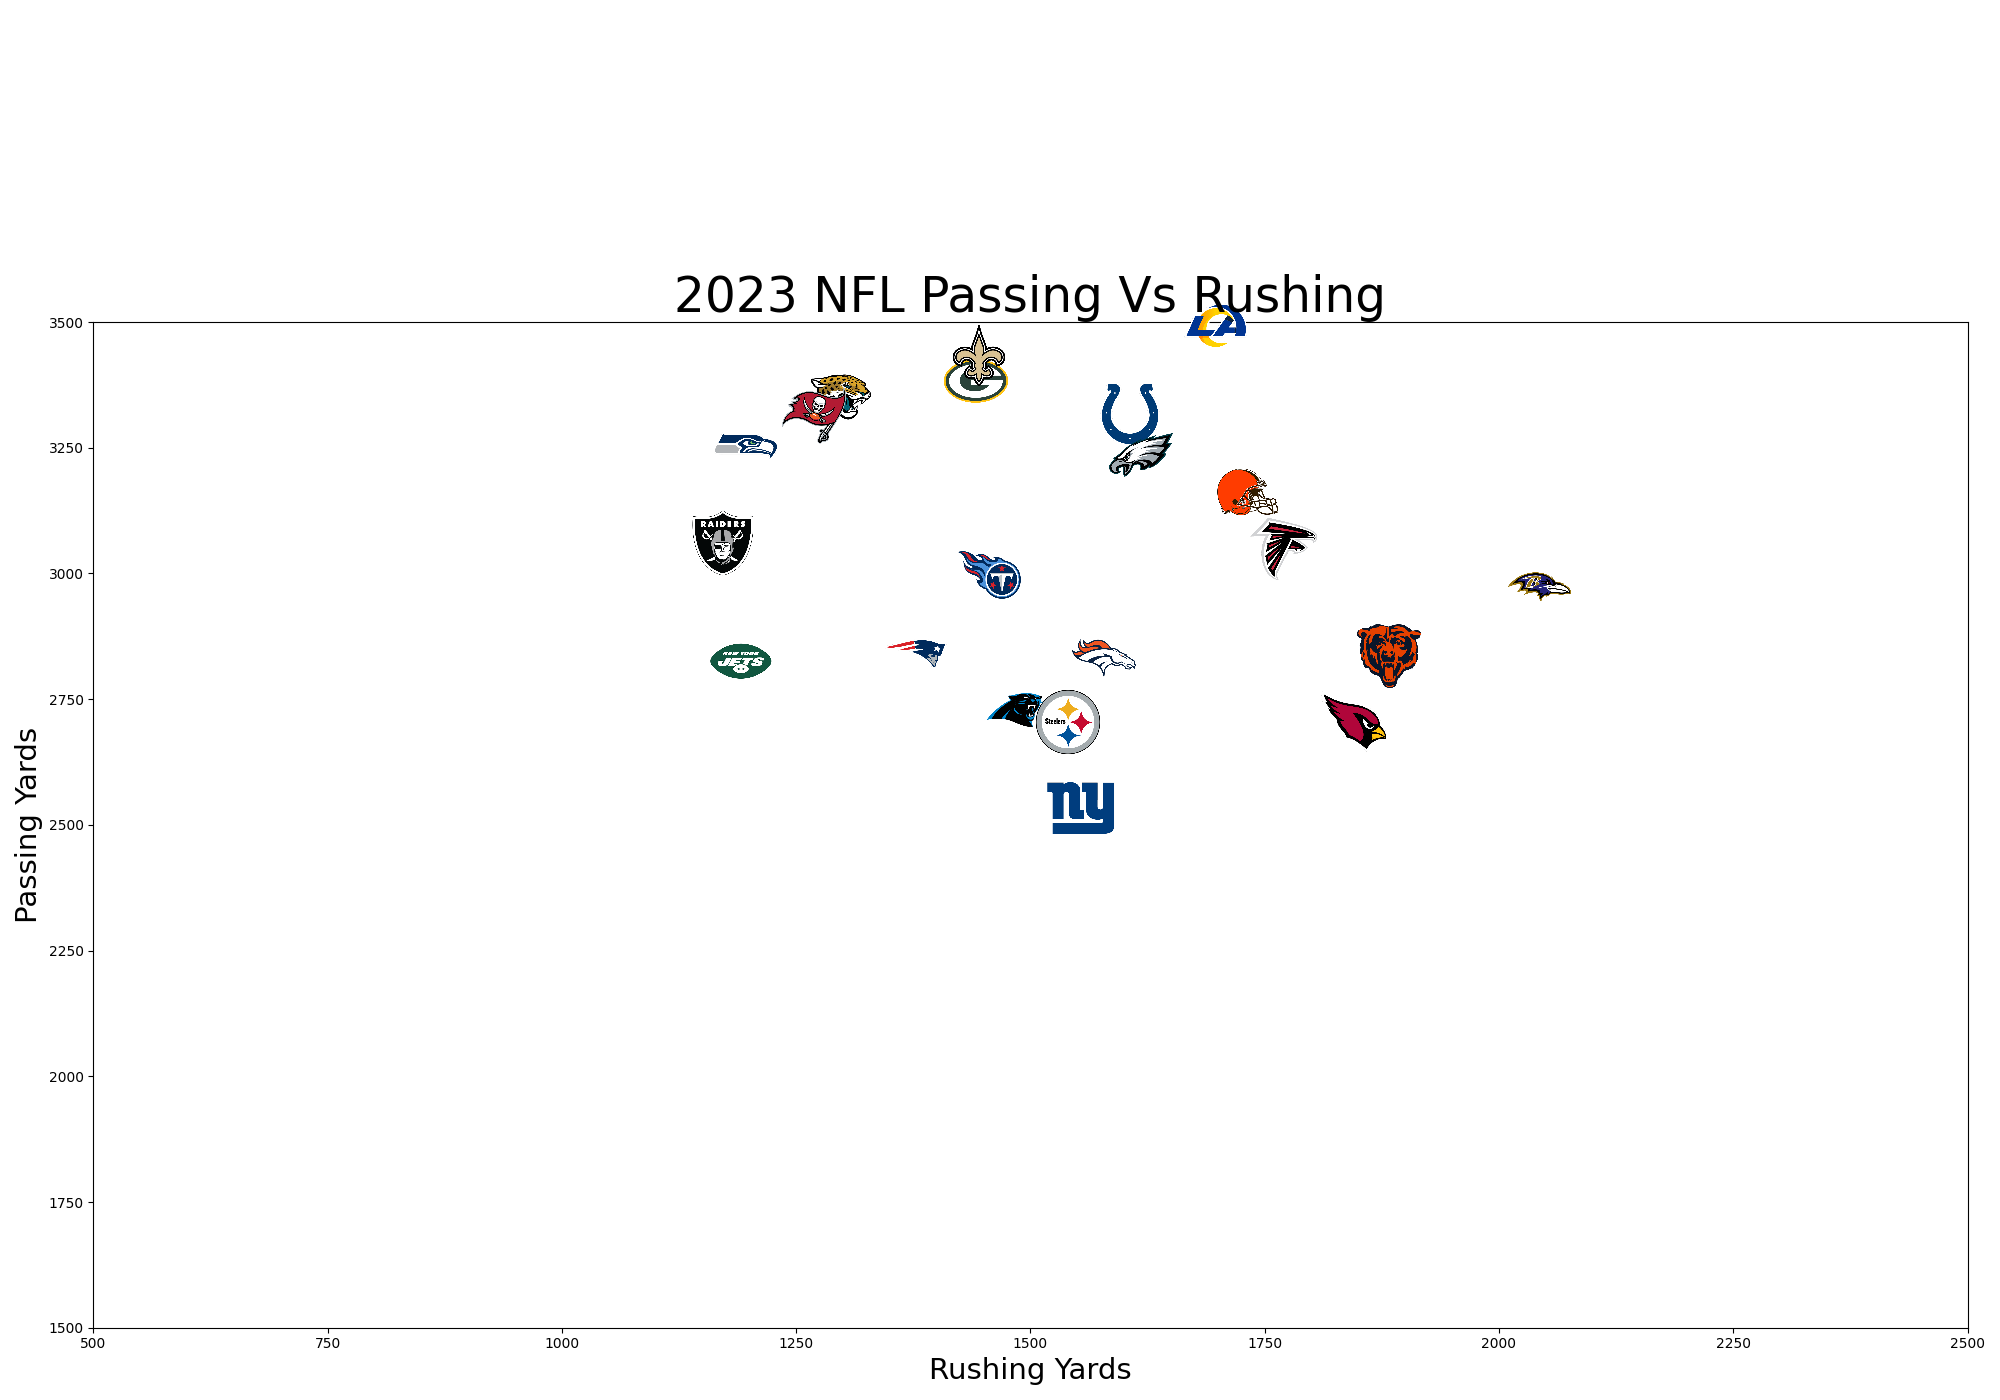 2023 NFL Passing Vs Rushing
3500
LA
3250
RAIDERS
3000
T
NEW YORK
JETS
2750
Steelers
ny
Passing Yards
2500
2250
2000
1750
1500
500 750 1000 1250 1500 1750 2000 2250 2500
Rushing Yards